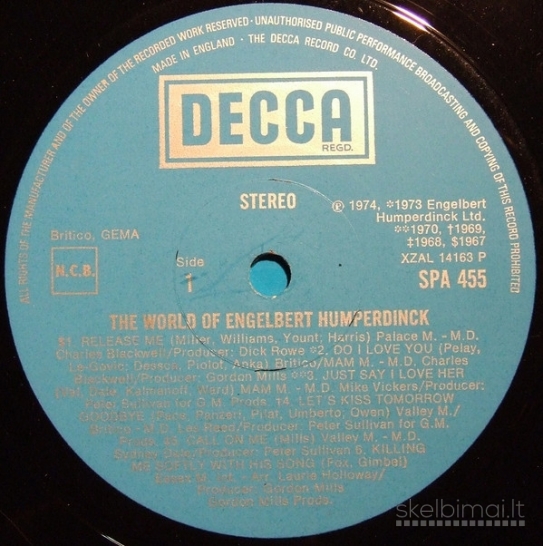 ALL RIGHTS OF THE MANUFACTURER AND OF THE OWNER OF THE RECORDED WORK RESERVED · UNAUTHORISED PUBLIC PERFORMANCE BROADCASTING AND COPYING OF THIS RECORD PROHIBITED
MADE IN ENGLAND · THE DECCA RECORD CO. LTD.
DECCA
REGD.
STEREO
℗ 1974, °1973 Engelbert
Humperdinck Ltd.
**1970, †1969,
‡1968, $1967
XZAL 14163 P
SPA 455
Britico, GEMA
N.C.B.
Side
1
THE WORLD OF ENGELBERT HUMPERDINCK
$1. RELEASE ME (Miller, Williams, Yount; Harris) Palace M. - M.D.
Charles Blackwell/Producer: Dick Rowe °2. DO I LOVE YOU (Pelay,
Le-Govic; Desson, Piolot, Anka) Britico/MAM M. - M.D. Charles
Blackwell/Producer: Gordon Mills °3. JUST SAY I LOVE HER
Dale, Kalmanoff, Ward) MAM M. - M.D. Mike Vickers/Producer:
Peter Sullivan for G.M. Prods. ‡4. LET'S KISS TOMORROW
GOODBYE (Pace, Panzeri, Pilat, Umberto; Owen) Valley M./
Britico - M.D. Les Reed/Producer: Peter Sullivan for G.M.
Prods. CALL ON ME (Mills) Valley M. - M.D.
Producer: Peter Sullivan 6. KILLING
ME SOFTLY WITH HIS SONG (Fox, Gimbel)
M. Int. - Arr. Laurie Holloway/
Producer: Gordon Mills
Gordon Mills Prods.
skelbimai.lt